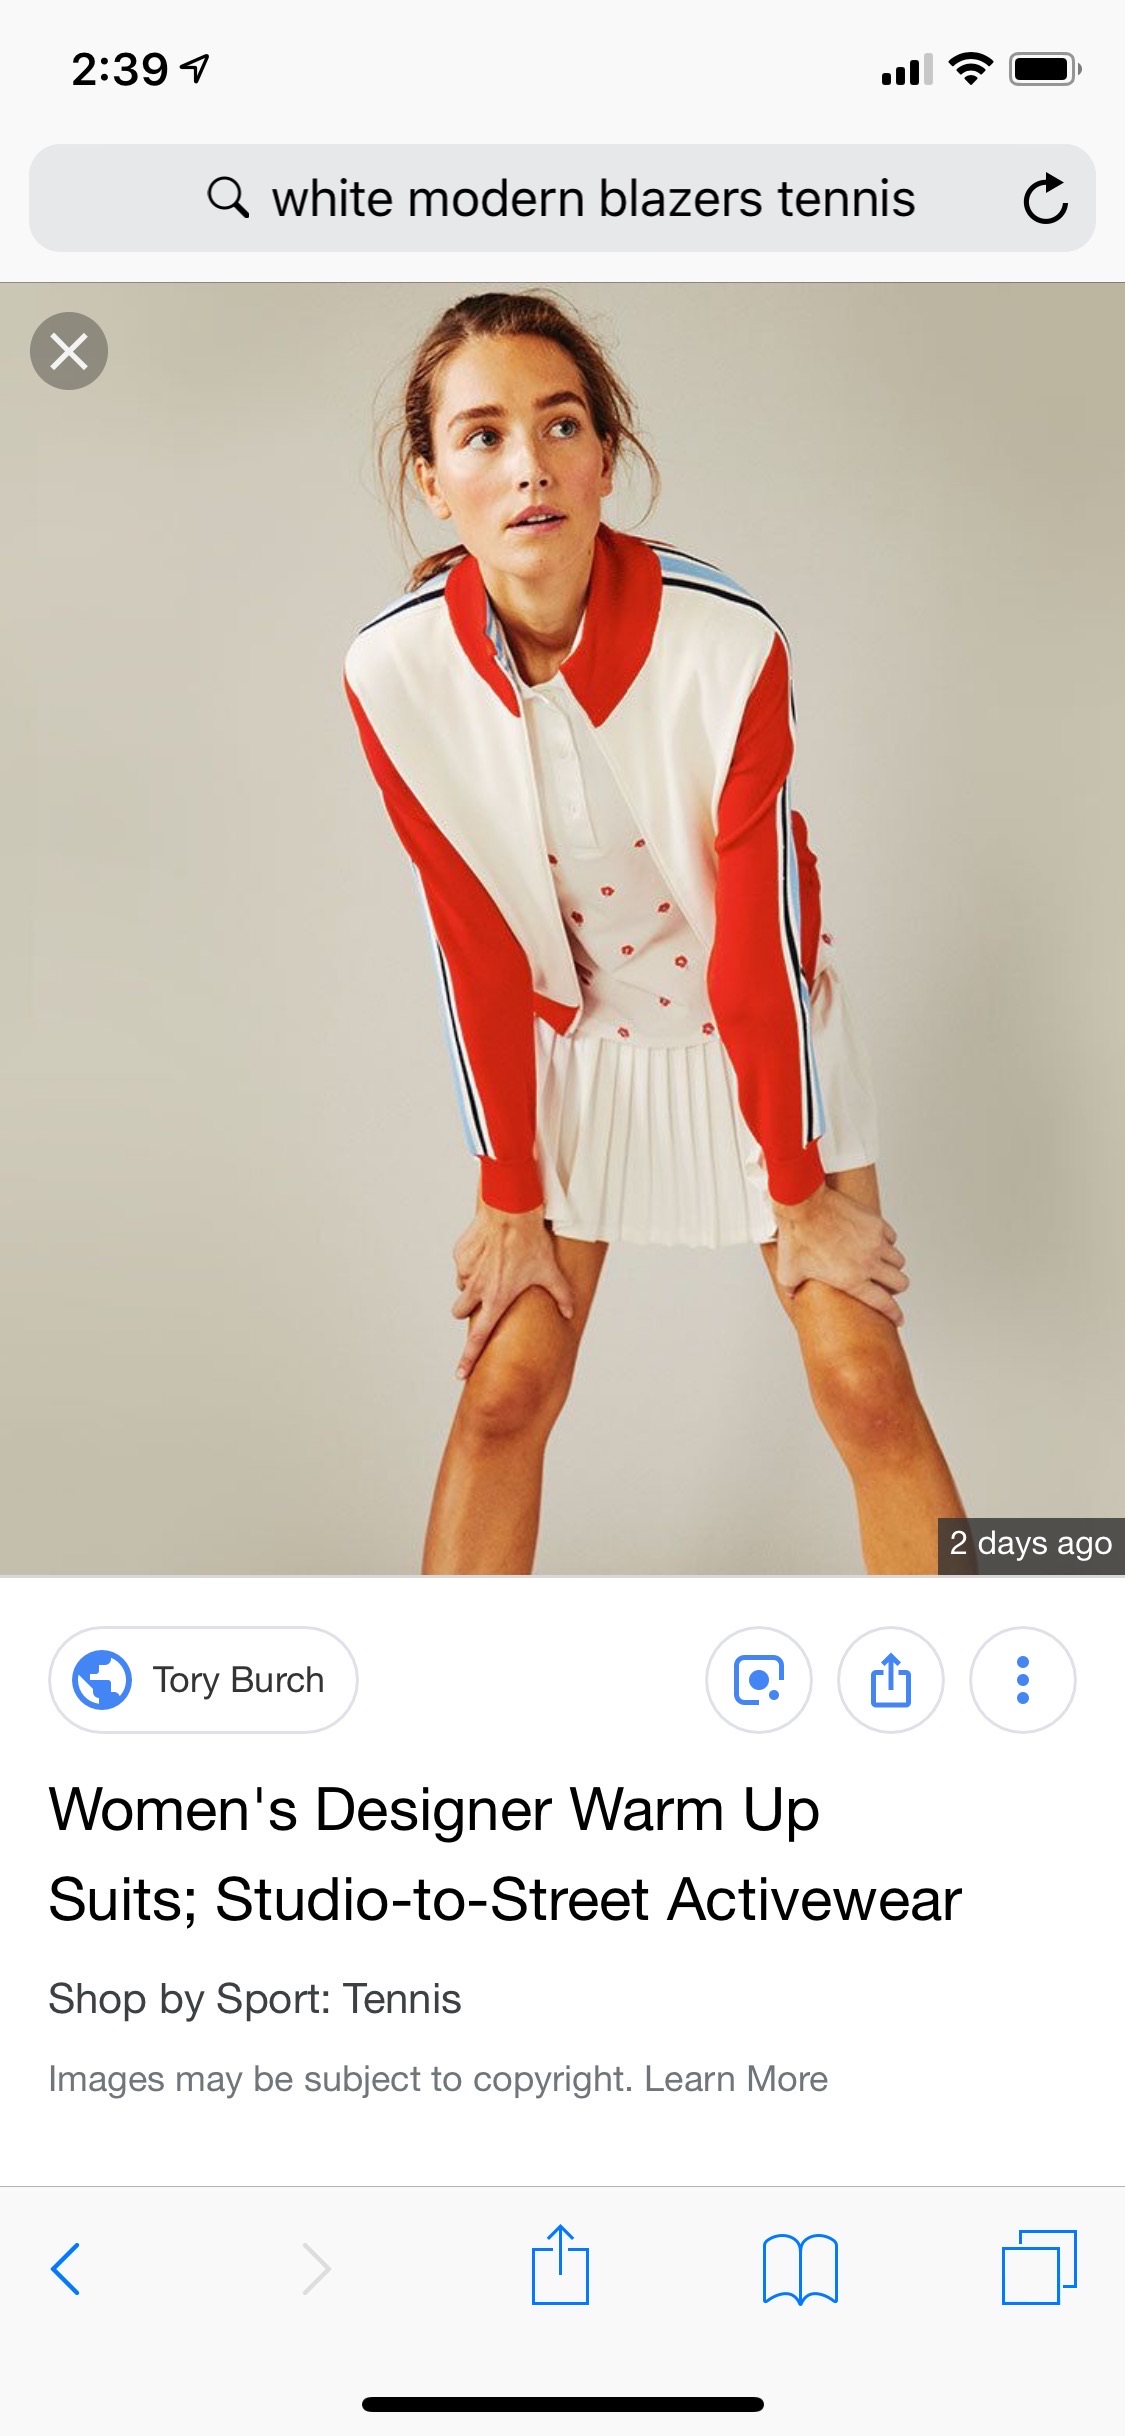 2:39
white modern blazers tennis
2 days ago
Tory Burch
Women's Designer Warm Up
Suits; Studio-to-Street Activewear
Shop by Sport: Tennis
Images may be subject to copyright. Learn More